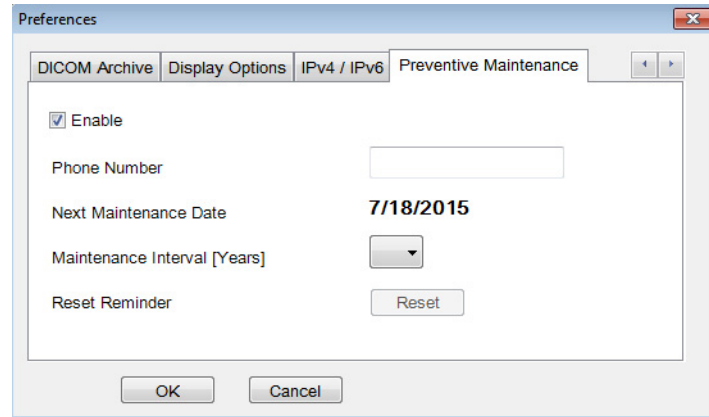 Preferences
DICOM Archive Display Options IPv4 / IPv6 Preventive Maintenance
Enable
Phone Number
Next Maintenance Date 7/18/2015
Maintenance Interval [Years]
Reset Reminder Reset
OK Cancel